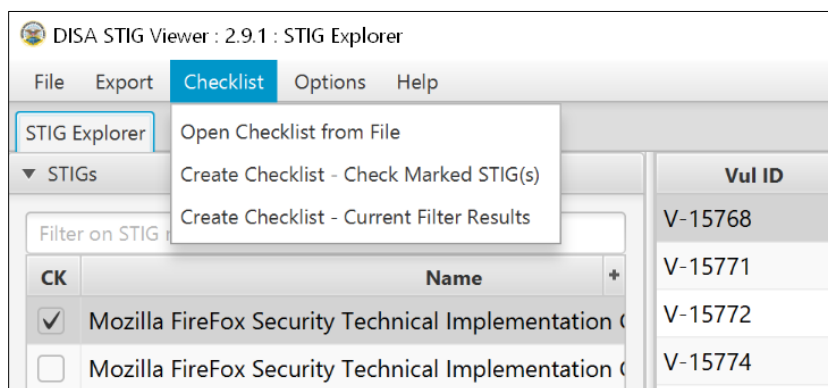 DISA STIG Viewer : 2.9.1 : STIG Explorer
File Export Checklist Options Help
STIG Explorer
Open Checklist from File
Create Checklist - Check Marked STIG(s)
Create Checklist - Current Filter Results
▼ STIGs
Filter on STIG
CK Name +
Mozilla FireFox Security Technical Implementation
Mozilla FireFox Security Technical Implementation
Vul ID
V-15768
V-15771
V-15772
V-15774